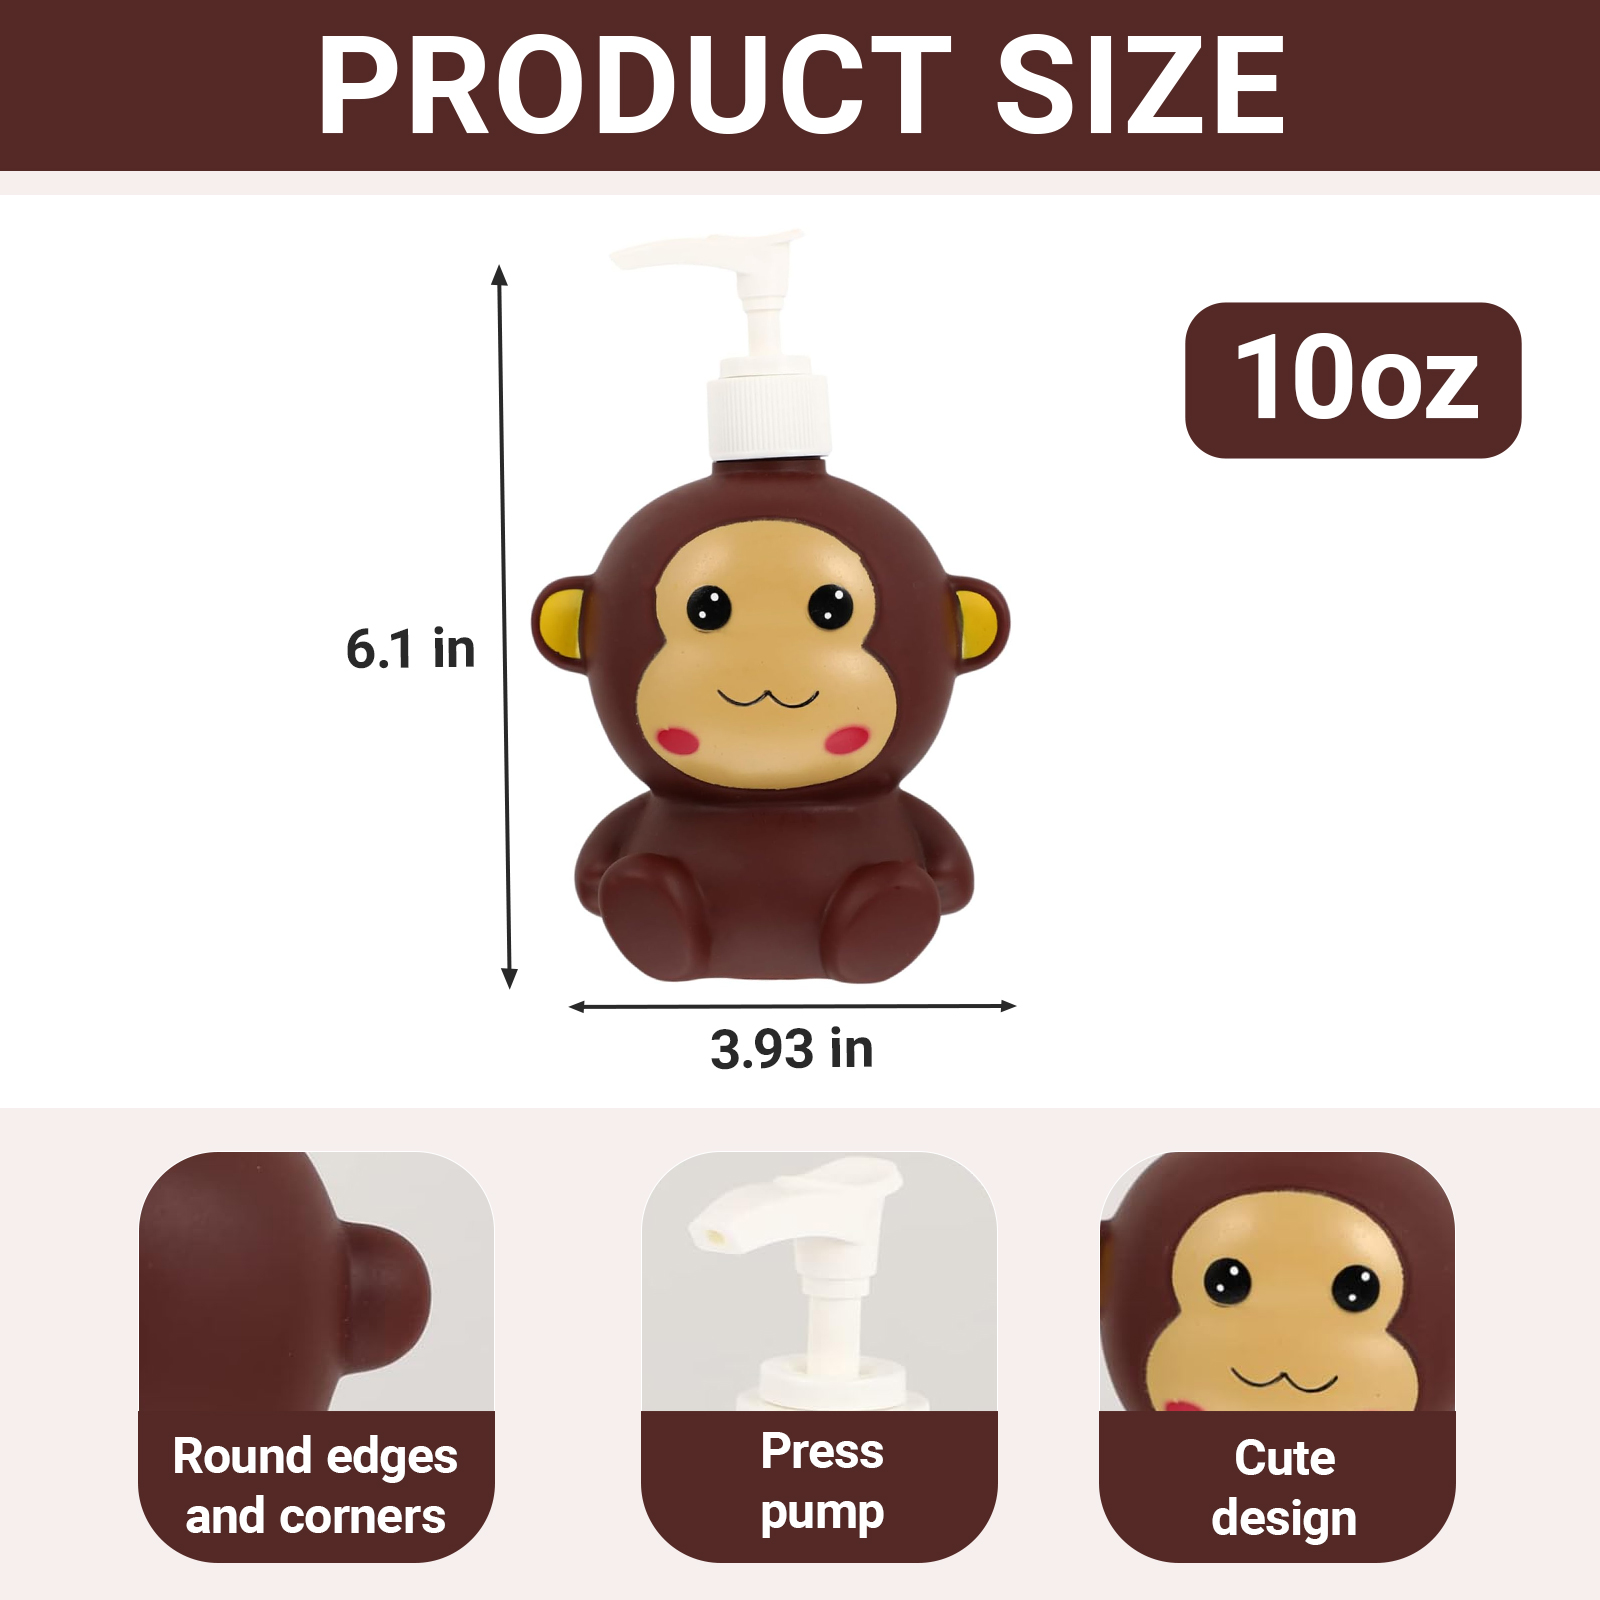 PRODUCT SIZE
10oz
6.1 in
3.93 in
Round edges
and corners
Press
pump
Cute
design